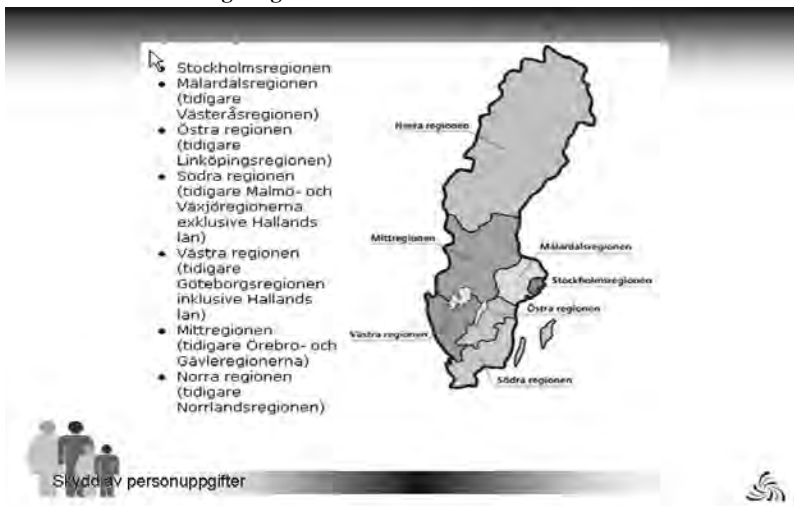 Stockholmsregionen
Mälardalsregionen
(tidigare
Västeråsregionen)
Östra regionen
(tidigare
Linköpingsregionen)
Södra regionen
(tidigare Malmö- och
Växjöregionerna
exklusive Hallands
län)
Västra regionen
(tidigare
Göteborgsregionen
inklusive Hallands
län)
Mittregionen
(tidigare Örebro- och
Gävleregionerna)
Norra regionen
(tidigare
Norrlandsregionen)
Norra regionen
Mittregionen
Mälardalsregionen
Stockholmsregionen
Östra regionen
Västra regionen
Södra regionen
Skydd av personuppgifter